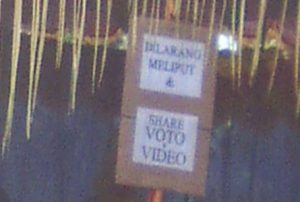 DILARANG
MELIPUT
&
SHARE
VOTO
&
VIDEO